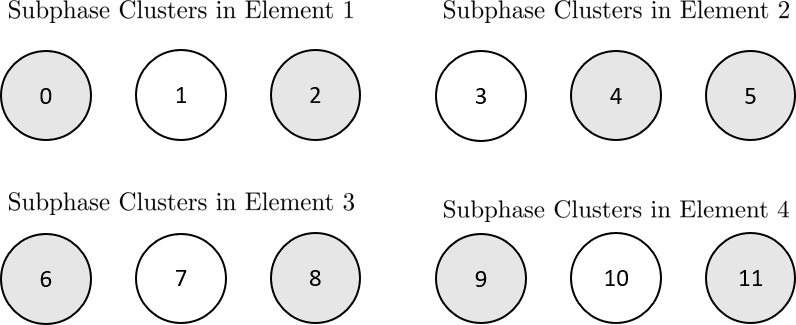 Subphase Clusters in Element 1
0 1 2
Subphase Clusters in Element 2
3 4 5
Subphase Clusters in Element 3
6 7 8
Subphase Clusters in Element 4
9 10 11